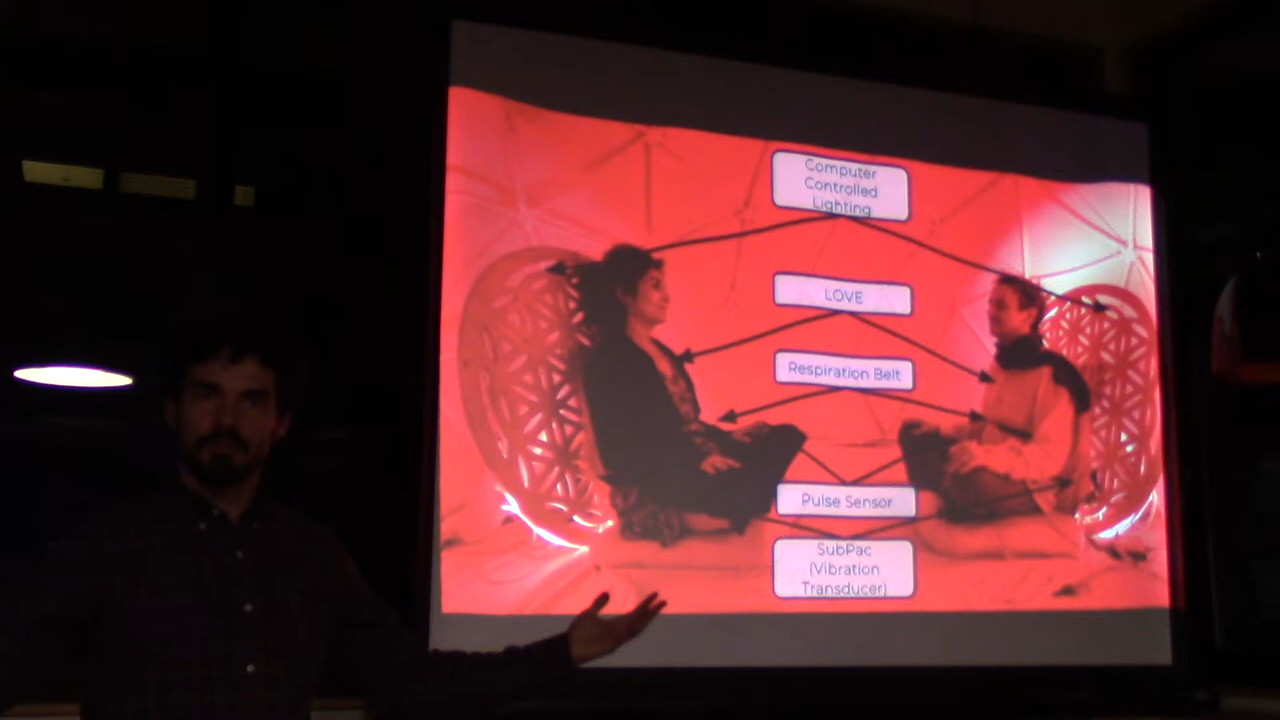 Computer
Controlled
Lighting
LOVE
Respiration Belt
Pulse Sensor
SubPac
(Vibration
Transducer)